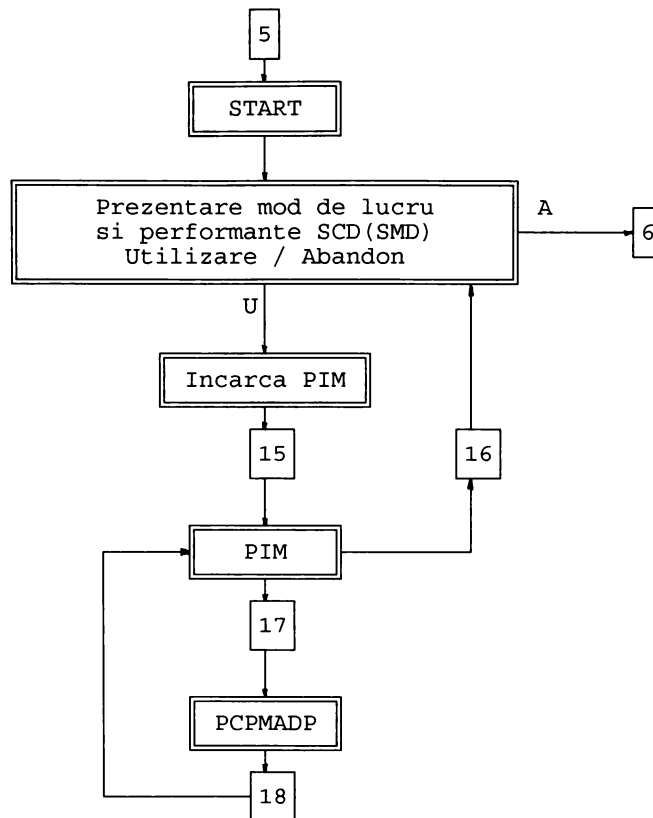 5
START
Prezentare mod de lucru
si performante SCD(SMD)
Utilizare / Abandon
A
6
U
Incarca PIM
15
16
PIM
17
PCPMADP
18